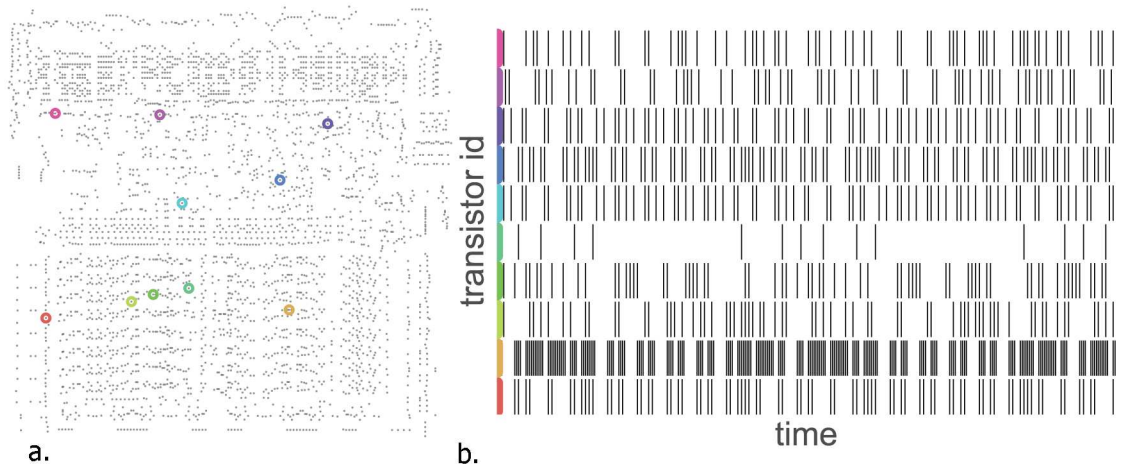 transistor id
time
a.
b.